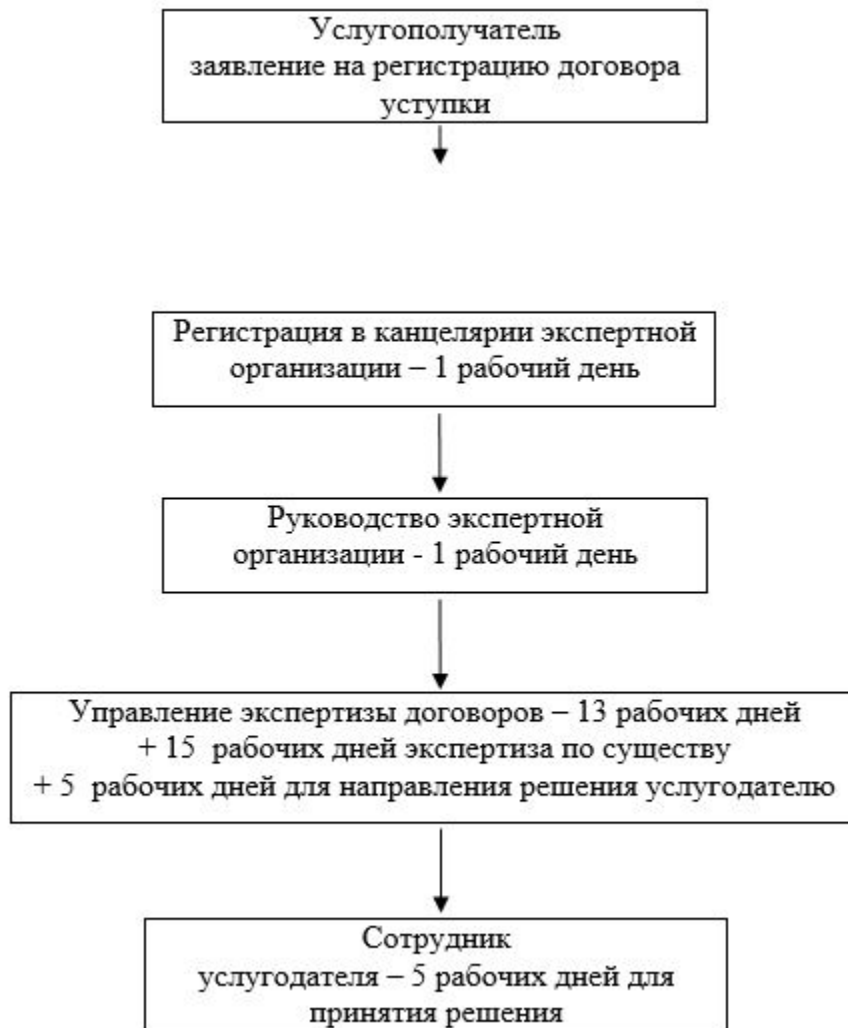 Услугополучатель
заявление на регистрацию договора
уступки
Регистрация в канцелярии экспертной
организации – 1 рабочий день
Руководство экспертной
организации - 1 рабочий день
Управление экспертизы договоров – 13 рабочих дней
+ 15 рабочих дней экспертиза по существу
+ 5 рабочих дней для направления решения услугодателю
Сотрудник
услугодателя – 5 рабочих дней для
принятия решения